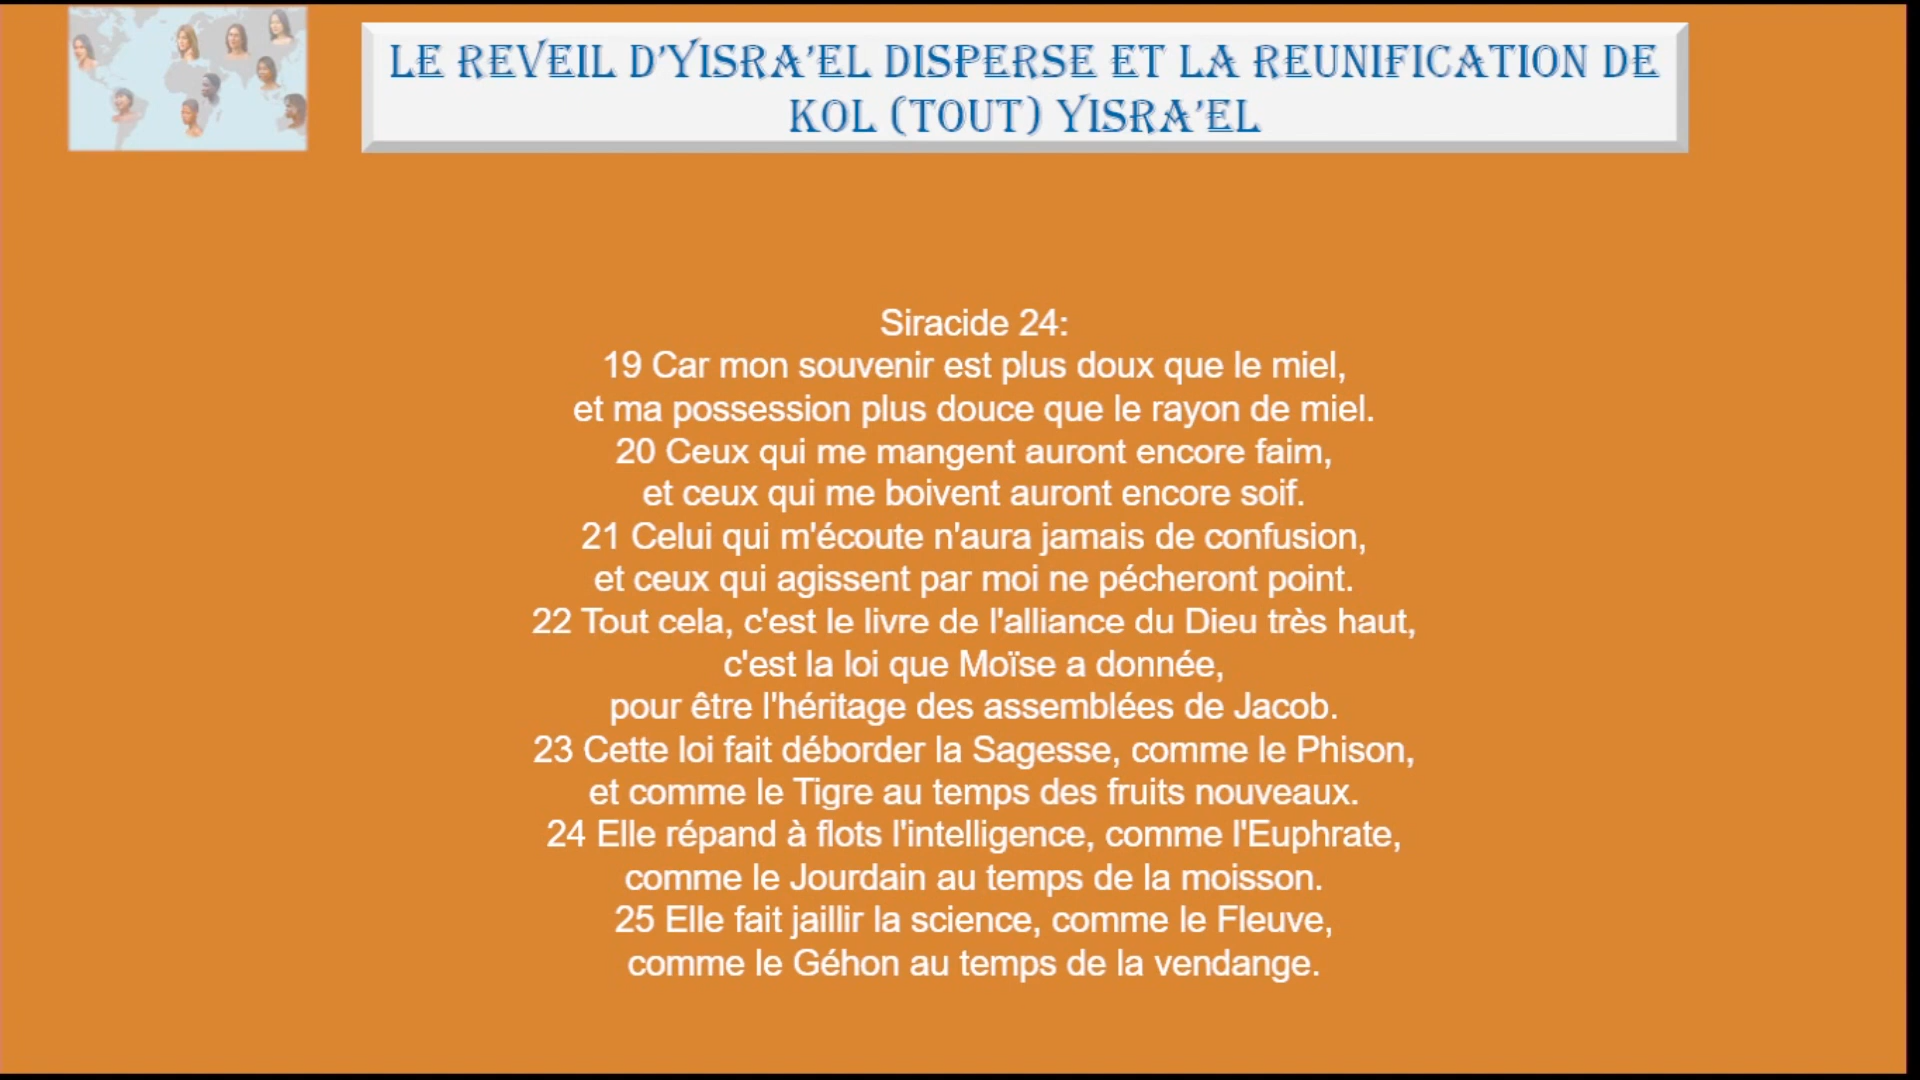 LE REVEIL D'YISRA'EL DISPERSE ET LA REUNIFICATION DE
KOL (TOUT) YISRA'EL
Siracide 24:
19 Car mon souvenir est plus doux que le miel,
et ma possession plus douce que le rayon de miel.
20 Ceux qui me mangent auront encore faim,
et ceux qui me boivent auront encore soif.
21 Celui qui m'écoute n'aura jamais de confusion,
et ceux qui agissent par moi ne pécheront point.
22 Tout cela, c'est le livre de l'alliance du Dieu très haut,
c'est la loi que Moïse a donnée,
pour être l'héritage des assemblées de Jacob.
23 Cette loi fait déborder la Sagesse, comme le Phison,
et comme le Tigre au temps des fruits nouveaux.
24 Elle répand à flots l'intelligence, comme l'Euphrate,
comme le Jourdain au temps de la moisson.
25 Elle fait jaillir la science, comme le Fleuve,
comme le Géhon au temps de la vendange.